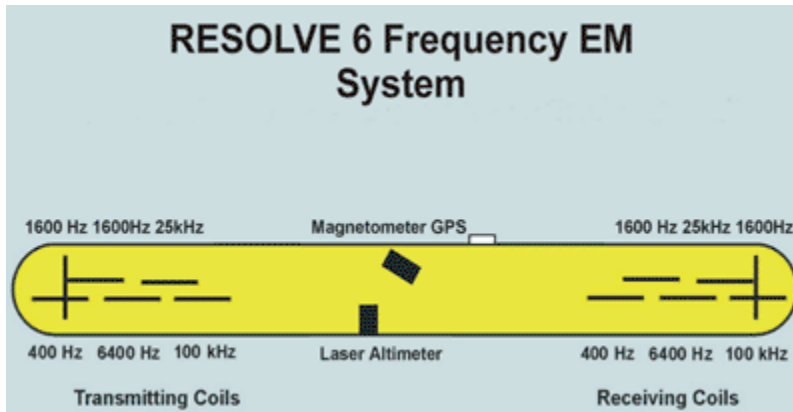 RESOLVE 6 Frequency EM
System
1600 Hz 1600Hz 25kHz
Magnetometer GPS
1600 Hz 25kHz 1600Hz
400 Hz 6400 Hz 100 kHz
Laser Altimeter
400 Hz 6400 Hz 100 kHz
Transmitting Coils
Receiving Coils